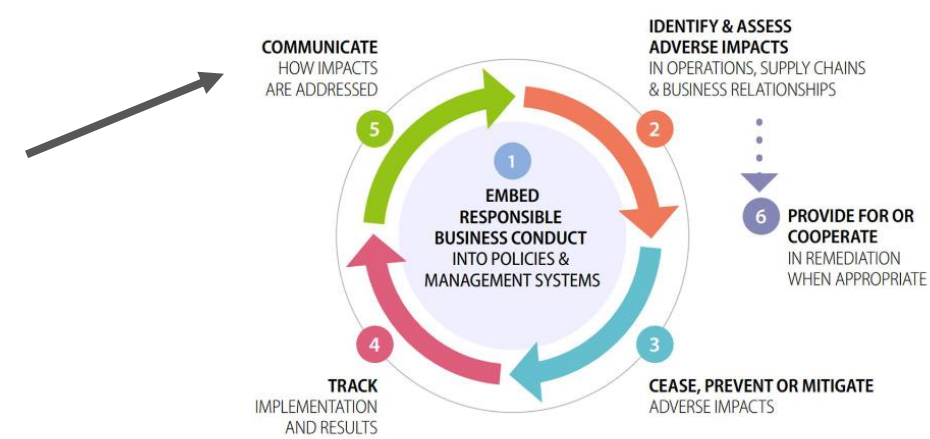 1
EMBED
RESPONSIBLE
BUSINESS CONDUCT
INTO POLICIES &
MANAGEMENT SYSTEMS
2
IDENTIFY & ASSESS
ADVERSE IMPACTS
IN OPERATIONS, SUPPLY CHAINS
& BUSINESS RELATIONSHIPS
3
CEASE, PREVENT OR MITIGATE
ADVERSE IMPACTS
4
TRACK
IMPLEMENTATION
AND RESULTS
5
COMMUNICATE
HOW IMPACTS
ARE ADDRESSED
6
PROVIDE FOR OR
COOPERATE
IN REMEDIATION
WHEN APPROPRIATE